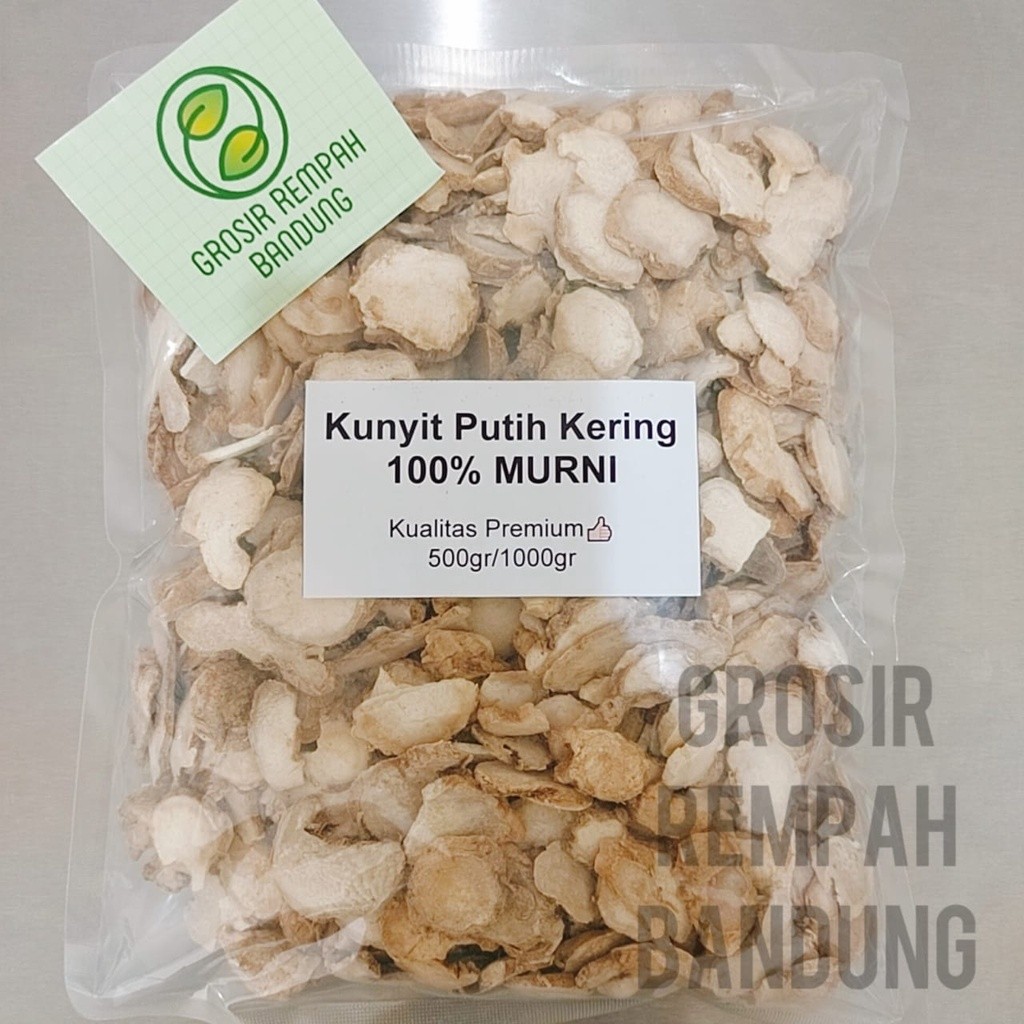 GROSIR REMPAH
BANDUNG
Kunyit Putih Kering
100% MURNI
Kualitas Premium👍
500gr/1000gr
GROSIR
REMPAH
BANDUNG